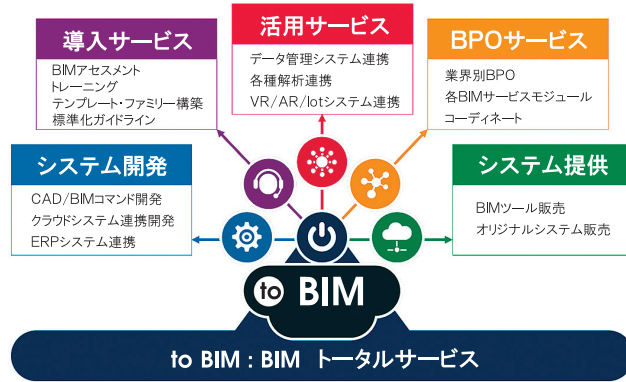 導入サービス
BIMアセスメント
トレーニング
テンプレート・ファミリー構築
標準化ガイドライン
活用サービス
データ管理システム連携
各種解析連携
VR/AR/Iotシステム連携
BPOサービス
業界別BPO
各BIMサービスモジュール
コーディネート
システム開発
CAD/BIMコマンド開発
クラウドシステム連携開発
ERPシステム連携
システム提供
BIMツール販売
オリジナルシステム販売
to BIM
to BIM : BIM トータルサービス